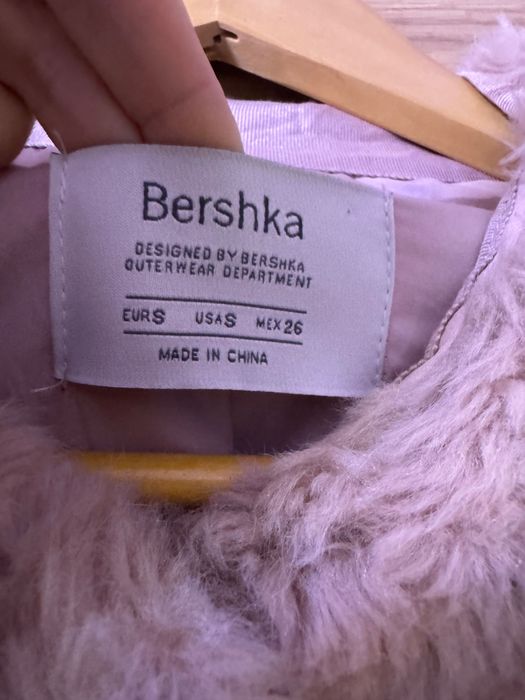 Bershka
DESIGNED BY BERSHKA
OUTERWEAR DEPARTMENT
EUR S USA S MEX 26
MADE IN CHINA